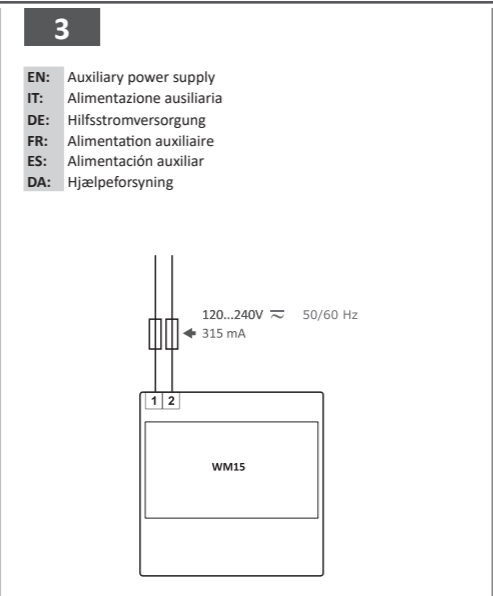 3
EN: Auxiliary power supply
IT: Alimentazione ausiliaria
DE: Hilfsstromversorgung
FR: Alimentation auxiliaire
ES: Alimentación auxiliar
DA: Hjælpeforsyning
120...240V ⎓ 50/60 Hz
315 mA
1 2
WM15